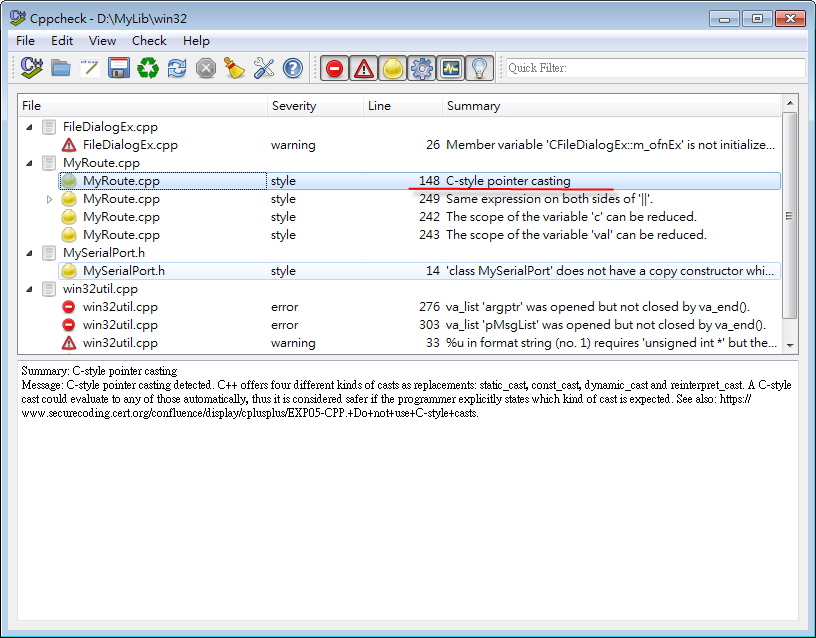 Cppcheck - D:\MyLib\win32
File Edit View Check Help
Quick Filter:
File Severity Line Summary
FileDialogEx.cpp
FileDialogEx.cpp warning 26 Member variable 'CFileDialogEx::m_ofnEx' is not initialize...
MyRoute.cpp
MyRoute.cpp style 148 C-style pointer casting
MyRoute.cpp style 249 Same expression on both sides of '||'.
MyRoute.cpp style 242 The scope of the variable 'c' can be reduced.
MyRoute.cpp style 243 The scope of the variable 'val' can be reduced.
MySerialPort.h
MySerialPort.h style 14 'class MySerialPort' does not have a copy constructor whi...
win32util.cpp
win32util.cpp error 276 va_list 'argptr' was opened but not closed by va_end().
win32util.cpp error 303 va_list 'pMsgList' was opened but not closed by va_end().
win32util.cpp warning 33 %u in format string (no. 1) requires 'unsigned int *' but the...
Summary: C-style pointer casting
Message: C-style pointer casting detected. C++ offers four different kinds of casts as replacements: static_cast, const_cast, dynamic_cast and reinterpret_cast. A C-style
cast could evaluate to any of those automatically, thus it is considered safer if the programmer explicitly states which kind of cast is expected. See also: https://
www.securecoding.cert.org/confluence/display/cplusplus/EXP05-CPP.+Do+not+use+C-style+casts.